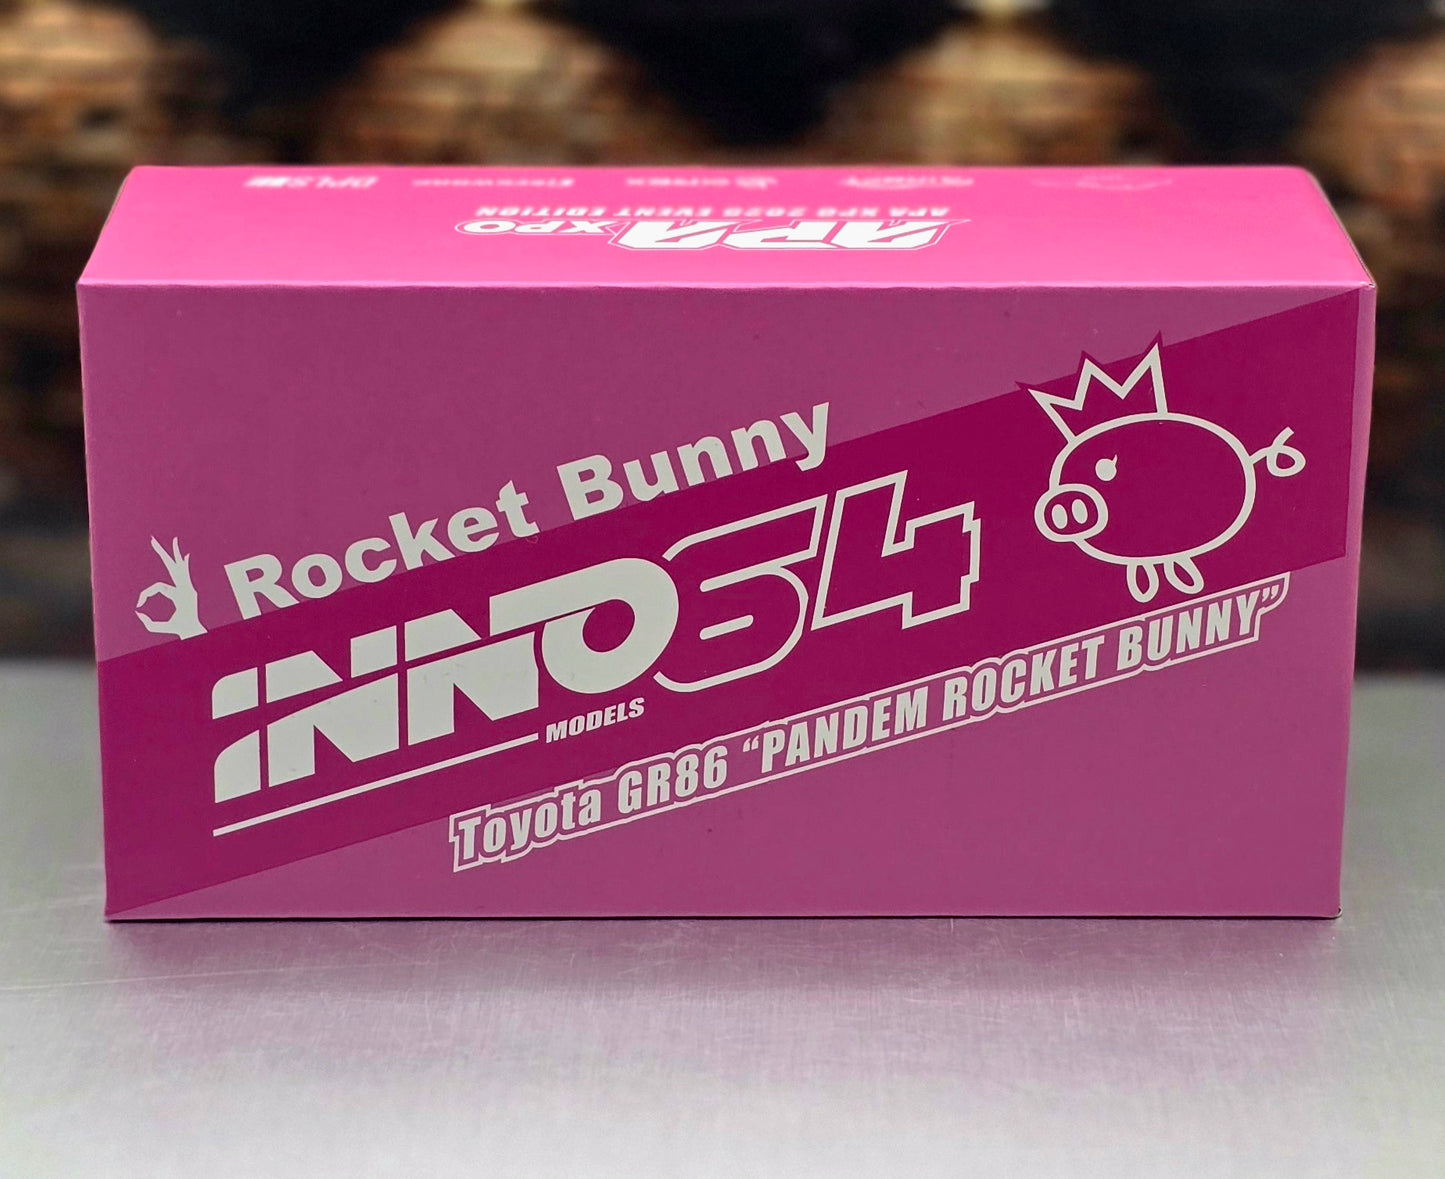 APA XPO
APA XPO 2025 EVENT EDITION
Rocket Bunny
INNO64
MODELS
Toyota GR86 “PANDEM ROCKET BUNNY”